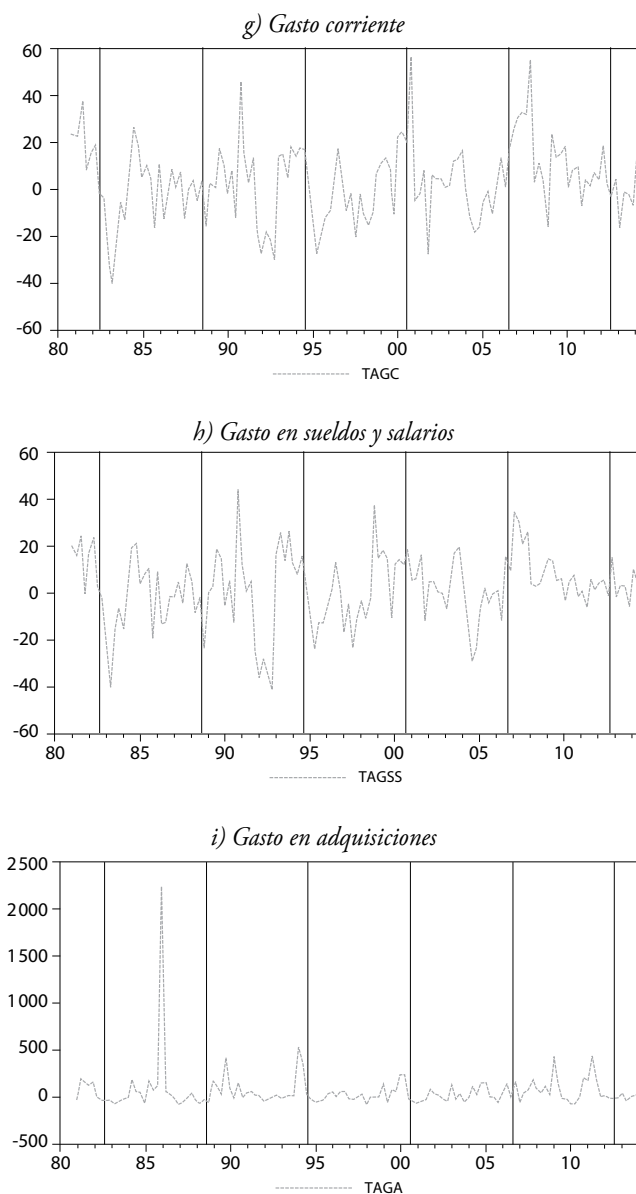 g) Gasto corriente
60
40
20
0
-20
-40
-60
80 85 90 95 00 05 10
TAGC
h) Gasto en sueldos y salarios
60
40
20
0
-20
-40
-60
80 85 90 95 00 05 10
TAGSS
i) Gasto en adquisiciones
2500
2000
1500
1000
500
0
-500
80 85 90 95 00 05 10
TAGA